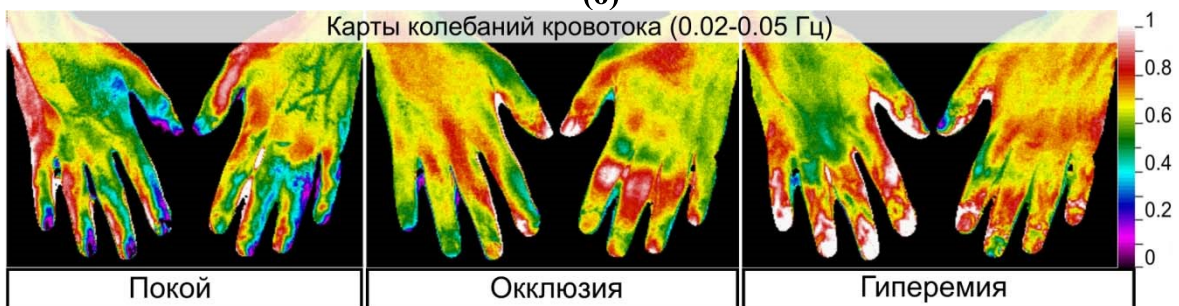 (б)
Карты колебаний кровотока (0.02-0.05 Гц)
1
0.8
0.6
0.4
0.2
0
Покой
Окклюзия
Гиперемия